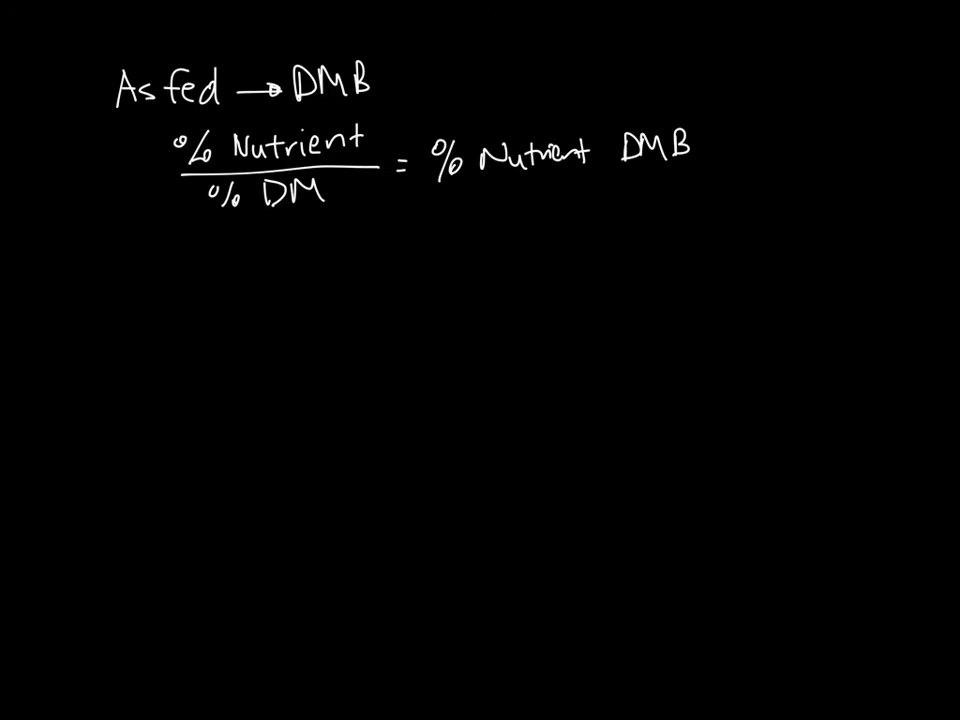 As fed → DMB
% Nutrient
% DM
= % Nutrient DMB